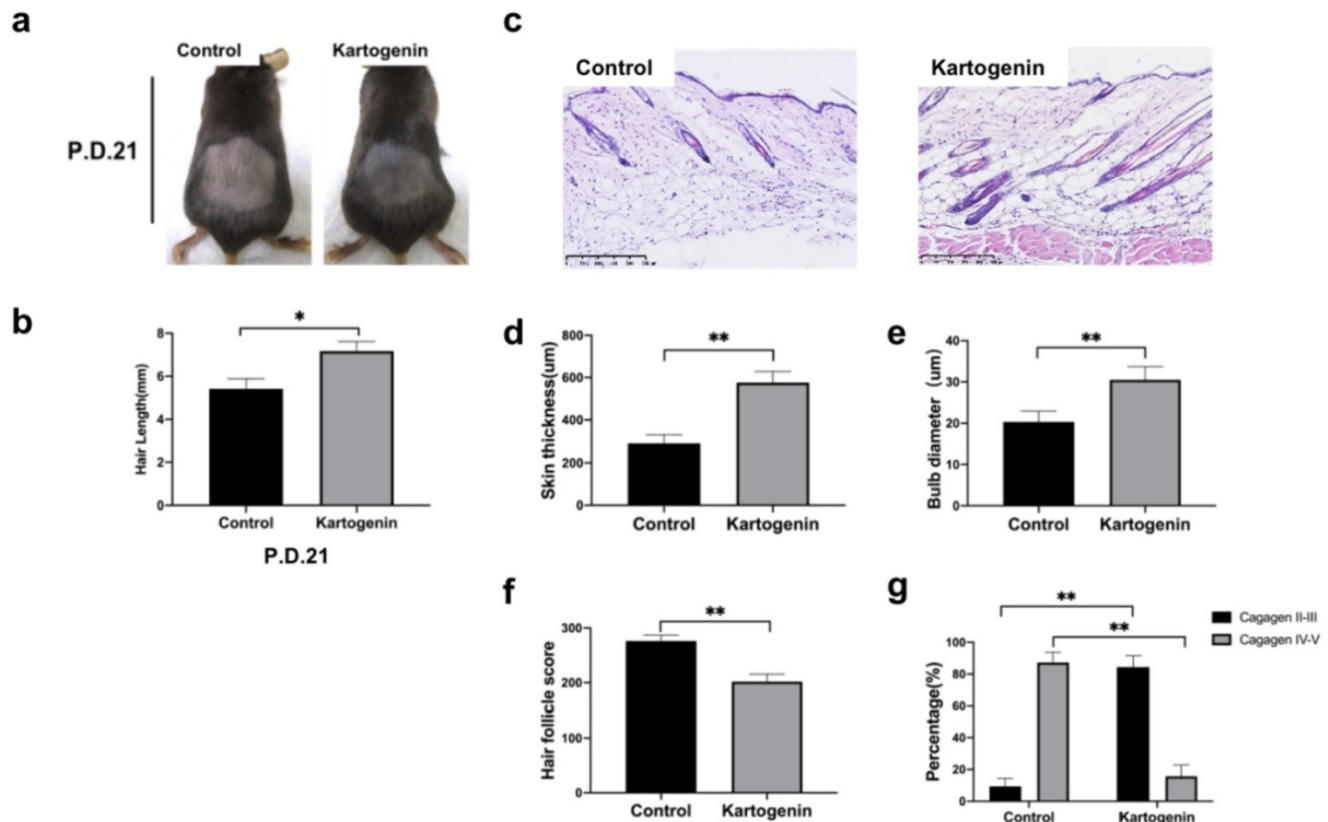 a
Control
Kartogenin
P.D.21
c
Control
Kartogenin
b
Hair Length(mm)
8
6
4
2
0
*
Control
Kartogenin
P.D.21
d
Skin thickness(um)
800
600
400
200
0
**
Control
Kartogenin
e
Bulb diameter (um)
40
30
20
10
0
**
Control
Kartogenin
f
Hair follicle score
300
200
100
0
**
Control
Kartogenin
g
Percentage(%)
100
80
60
40
20
0
**
**
Control
Kartogenin
Cagagen II-III
Cagagen IV-V